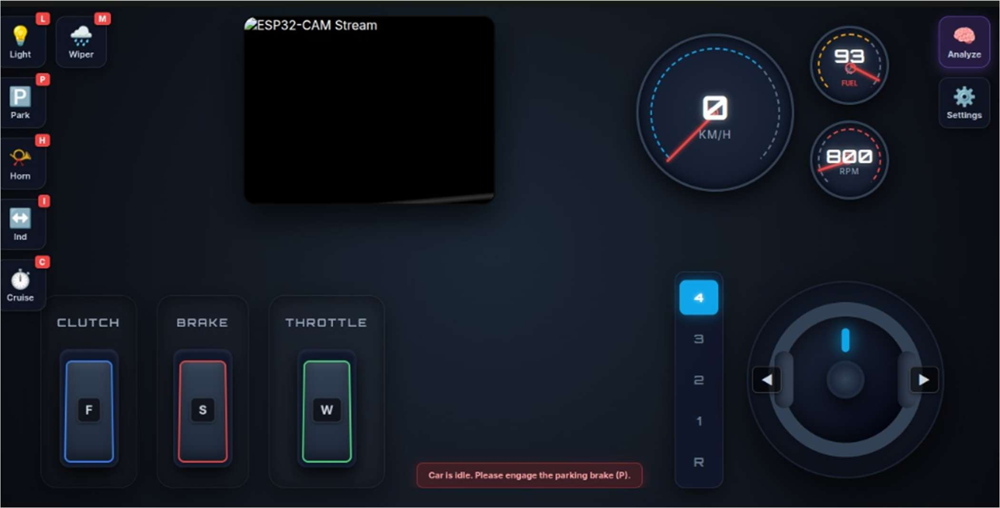 L
Light
M
Wiper
P
P
Park
H
Horn
I
Ind
C
Cruise
ESP32-CAM Stream
0
KM/H
93
FUEL
800
RPM
Analyze
Settings
CLUTCH
F
BRAKE
S
THROTTLE
W
Car is idle. Please engage the parking brake (P).
4
3
2
1
R